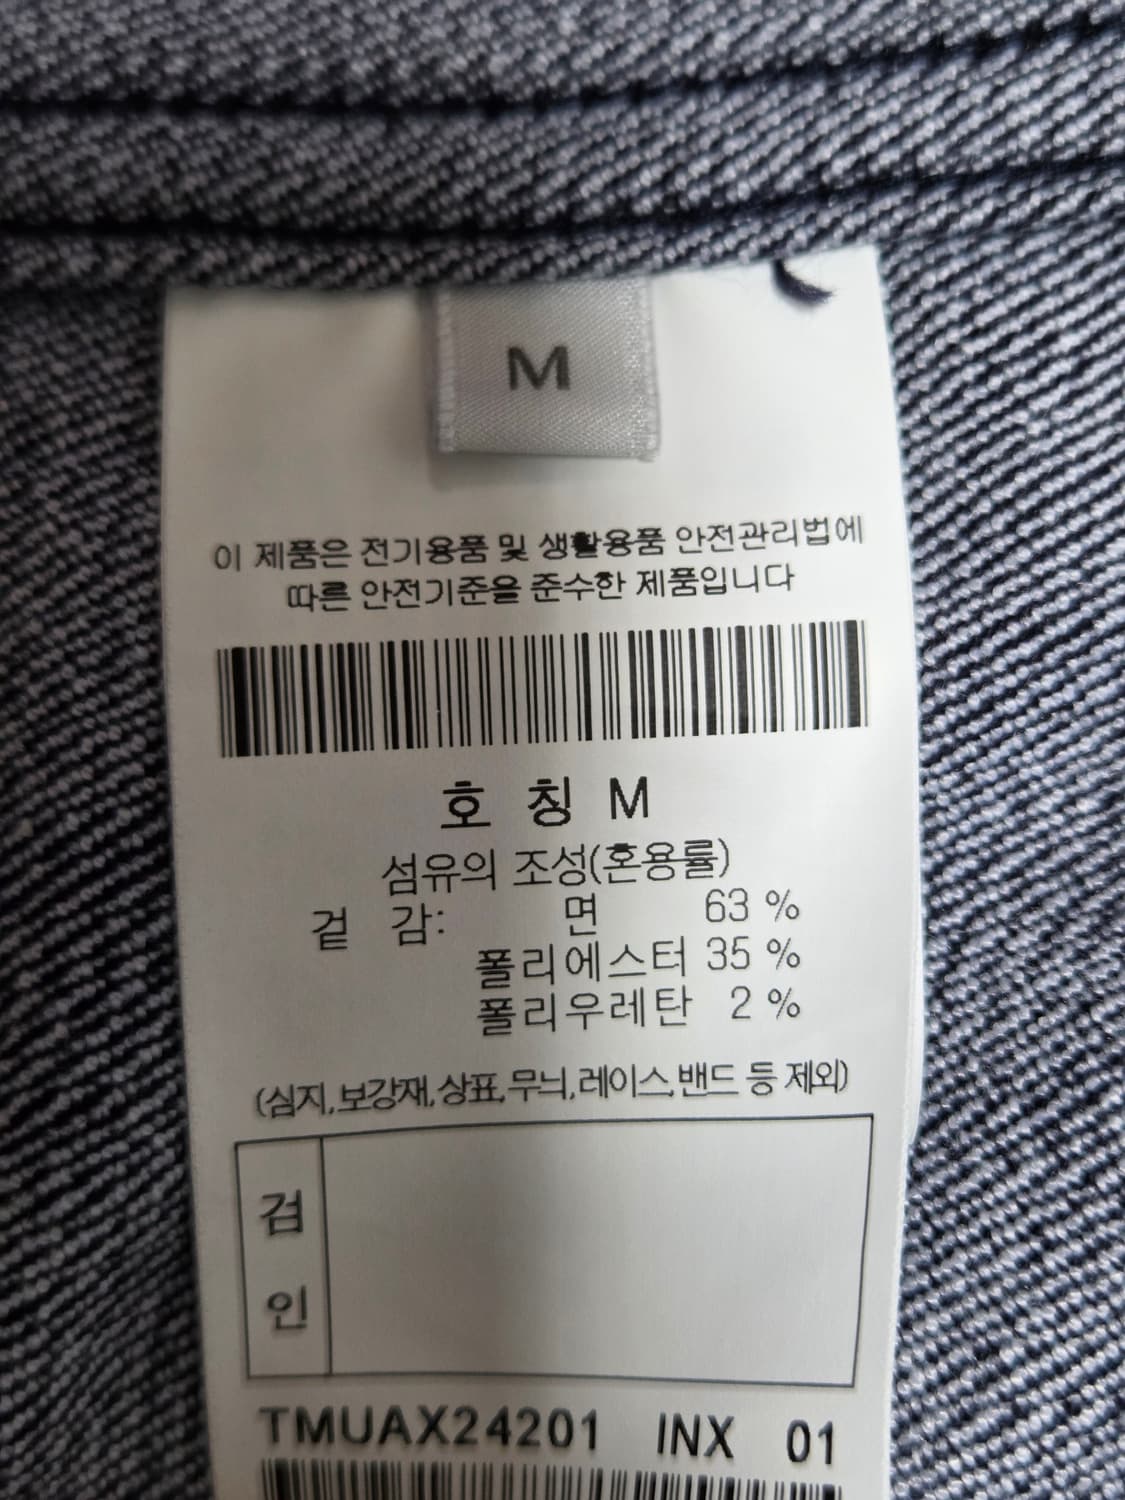 M
이 제품은 전기용품 및 생활용품 안전관리법에
따른 안전기준을 준수한 제품입니다
호 칭 M
섬유의 조성(혼용률)
겉 감: 면 63 %
폴리에스터 35 %
폴리우레탄 2 %
(심지,보강재,상표,무늬,레이스,밴드 등 제외)
검
인
TMUAX24201 INX 01